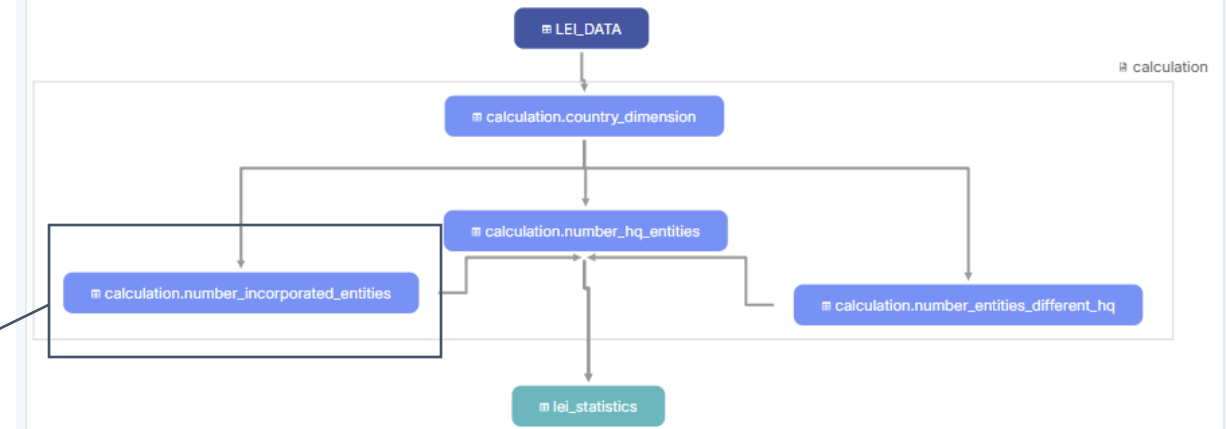 LEI_DATA
calculation
calculation.country_dimension
calculation.number_hq_entities
calculation.number_incorporated_entities
calculation.number_entities_different_hq
lei_statistics